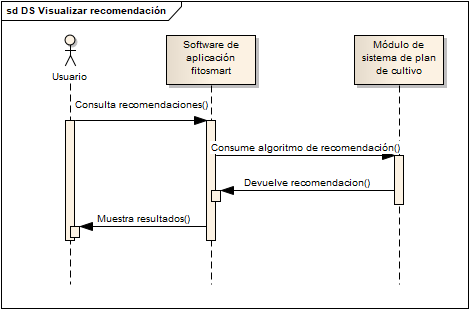 sd DS Visualizar recomendación
Usuario
Software de
aplicación
fitosmart
Módulo de
sistema de plan
de cultivo
Consulta recomendaciones()
Consume algoritmo de recomendación()
Devuelve recomendacion()
Muestra resultados()